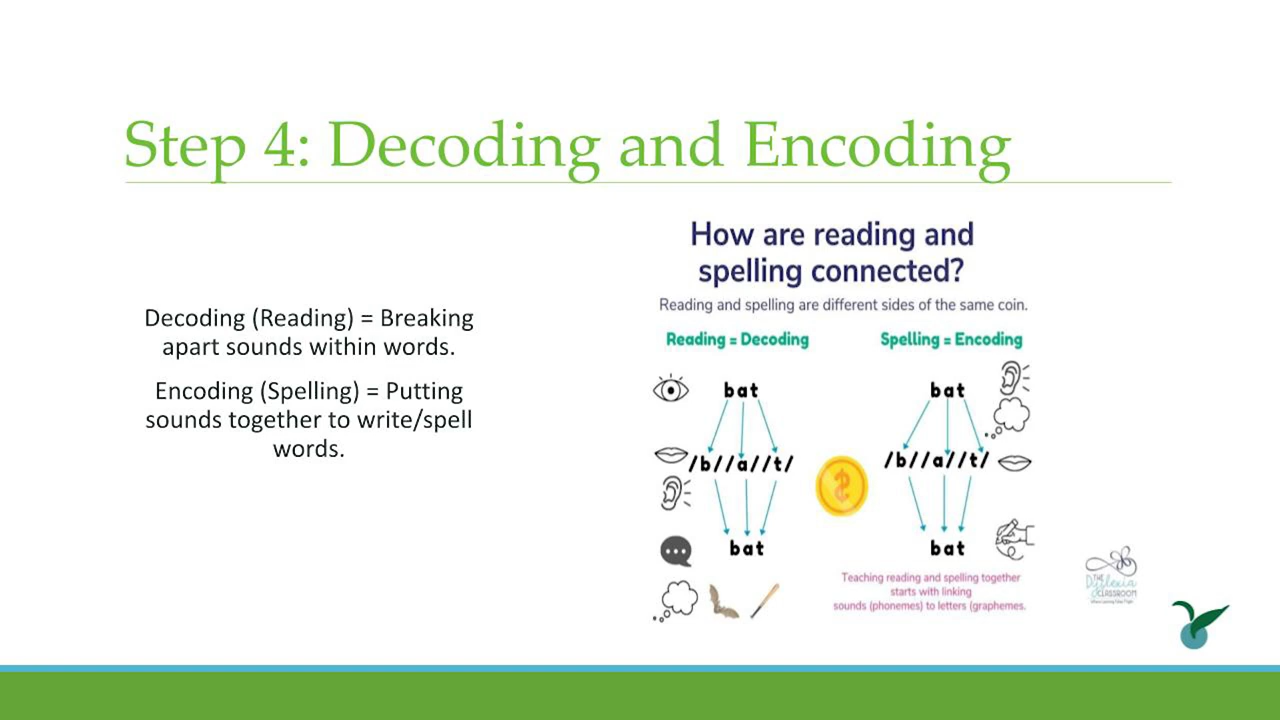 Step 4: Decoding and Encoding
Decoding (Reading) = Breaking
apart sounds within words.
Encoding (Spelling) = Putting
sounds together to write/spell
words.
How are reading and
spelling connected?
Reading and spelling are different sides of the same coin.
Reading = Decoding
bat
/b//a//t/
bat
Spelling = Encoding
bat
/b//a//t/
bat
$
Teaching reading and spelling together
starts with linking
sounds (phonemes) to letters (graphemes.
THE
Dyslexia
CLASSROOM